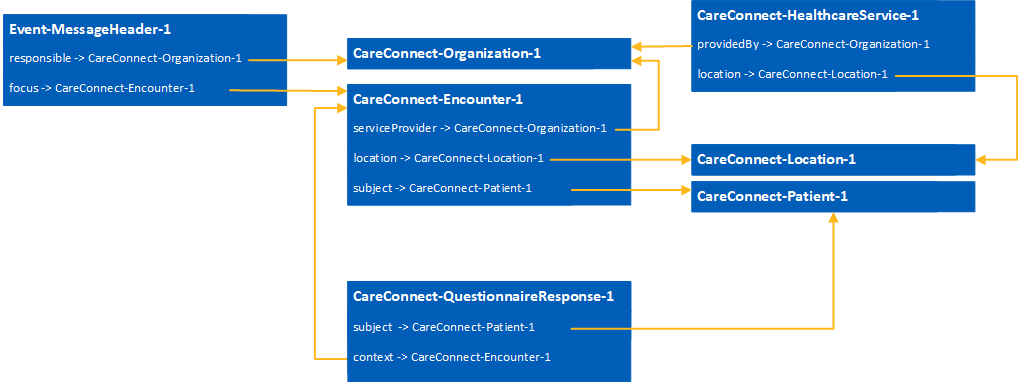 Event-MessageHeader-1
responsible -> CareConnect-Organization-1
focus -> CareConnect-Encounter-1
CareConnect-Organization-1
CareConnect-Encounter-1
serviceProvider -> CareConnect-Organization-1
location -> CareConnect-Location-1
subject -> CareConnect-Patient-1
CareConnect-HealthcareService-1
providedBy -> CareConnect-Organization-1
location -> CareConnect-Location-1
CareConnect-Location-1
CareConnect-Patient-1
CareConnect-QuestionnaireResponse-1
subject -> CareConnect-Patient-1
context -> CareConnect-Encounter-1